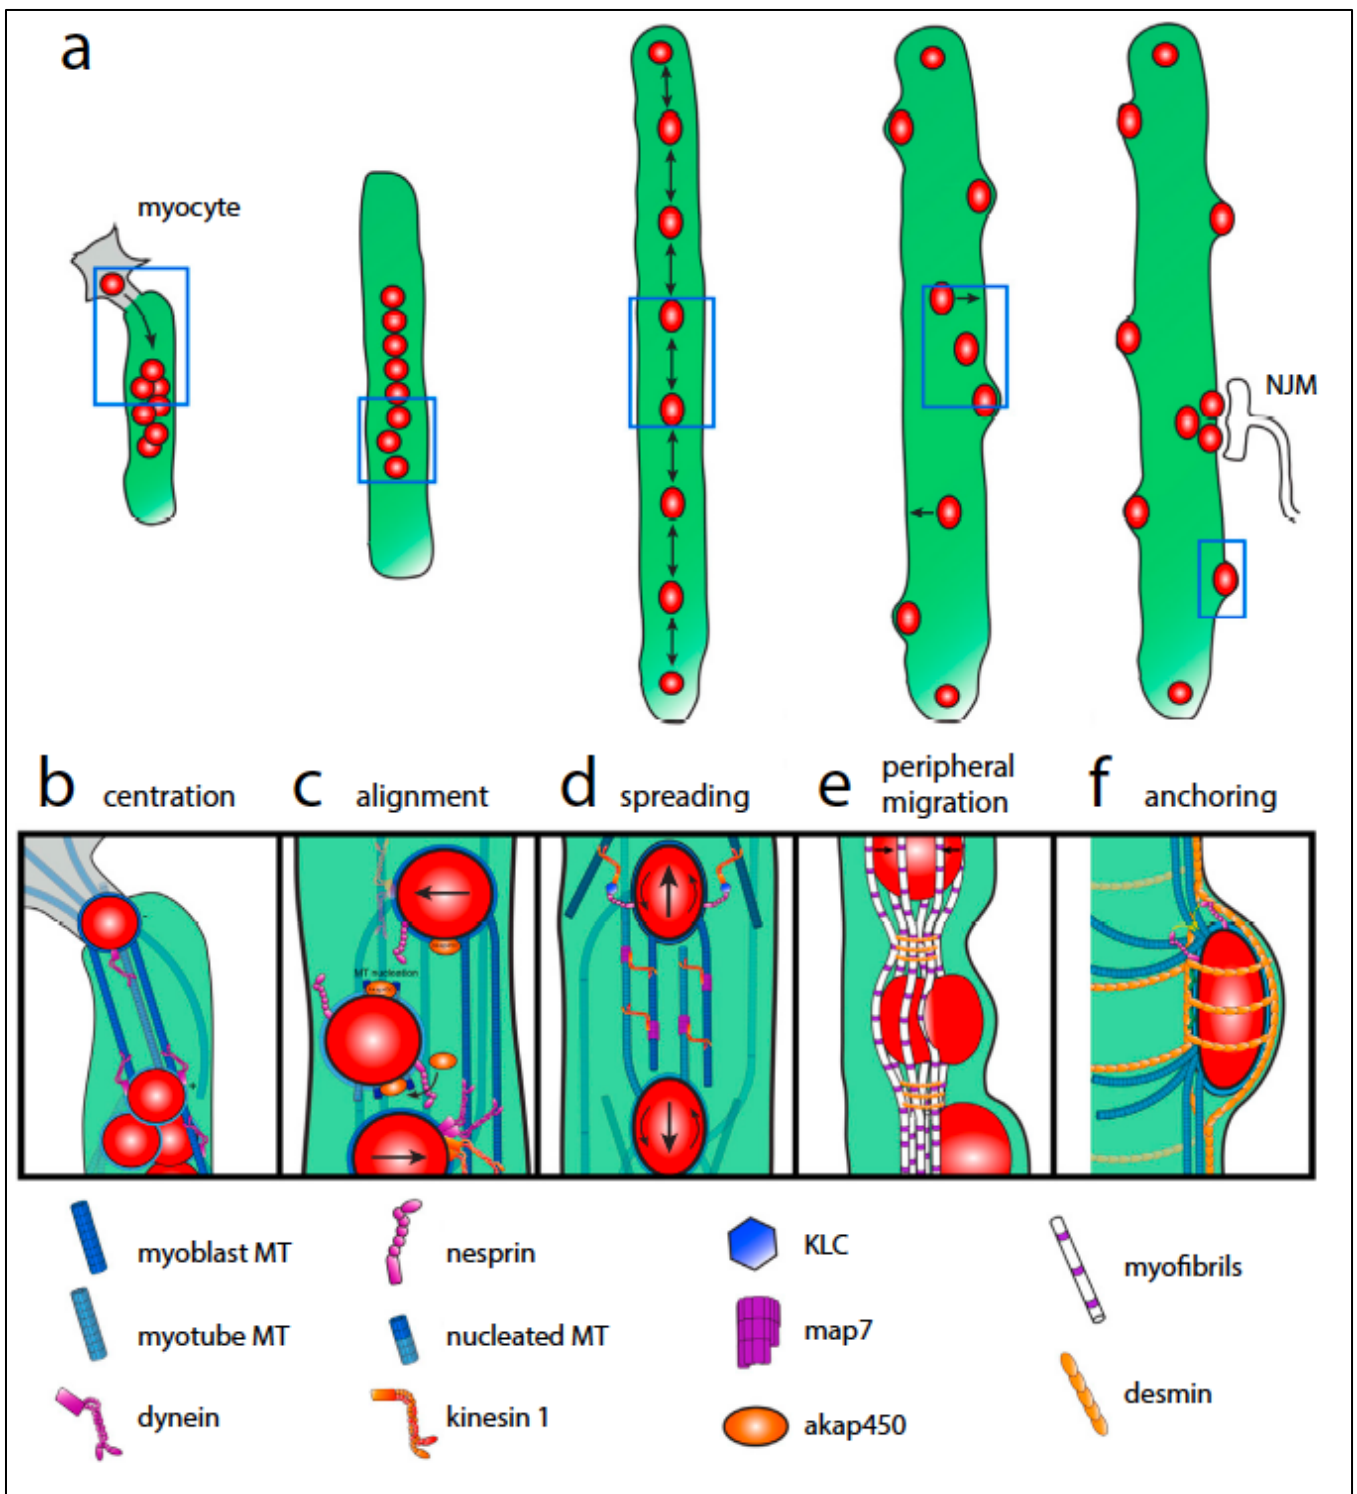 a
myocyte
NJM
b centration
c alignment
d spreading
e peripheral
migration
f anchoring
MT nucleation
myoblast MT
nesprin
KLC
myofibrils
myotube MT
nucleated MT
map7
desmin
dynein
kinesin 1
akap450